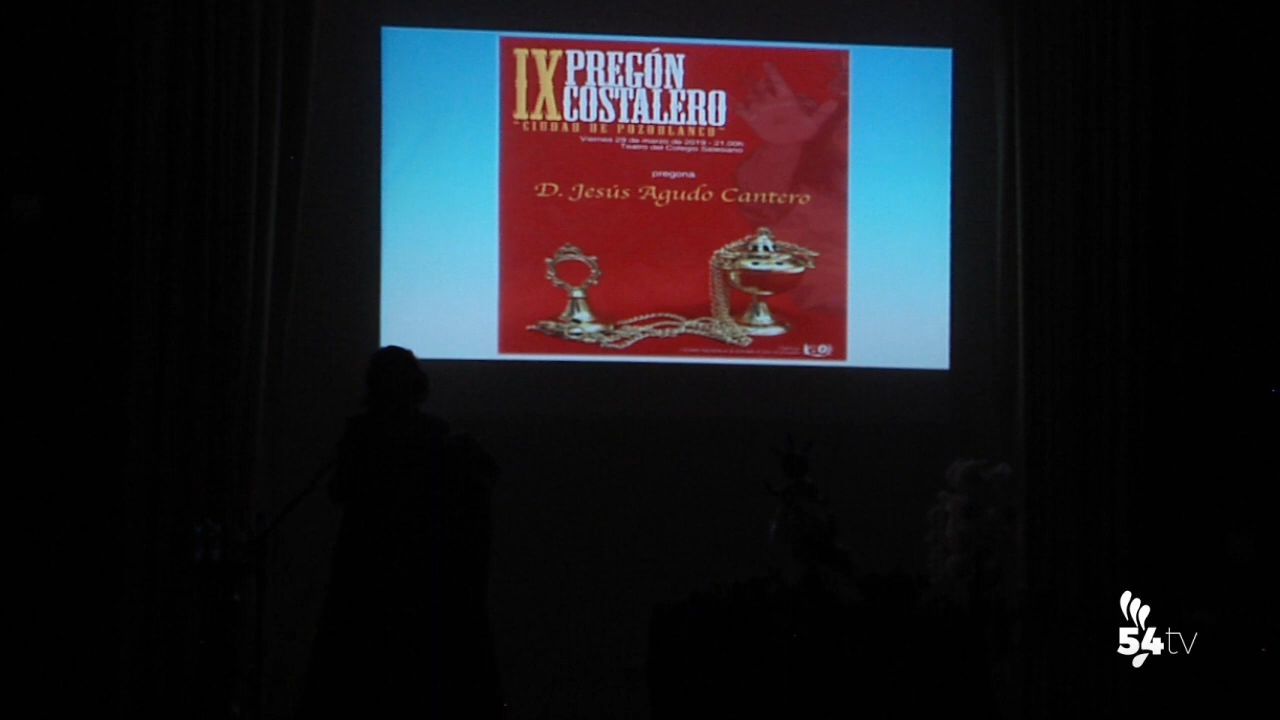 IX PREGÓN
COSTALERO
"CIUDAD DE POZOBLANCO"
Viernes 29 de marzo de 2019 - 21.00h
Teatro del Colegio Salesiano
pregona
D. Jesús Agudo Cantero
54tv